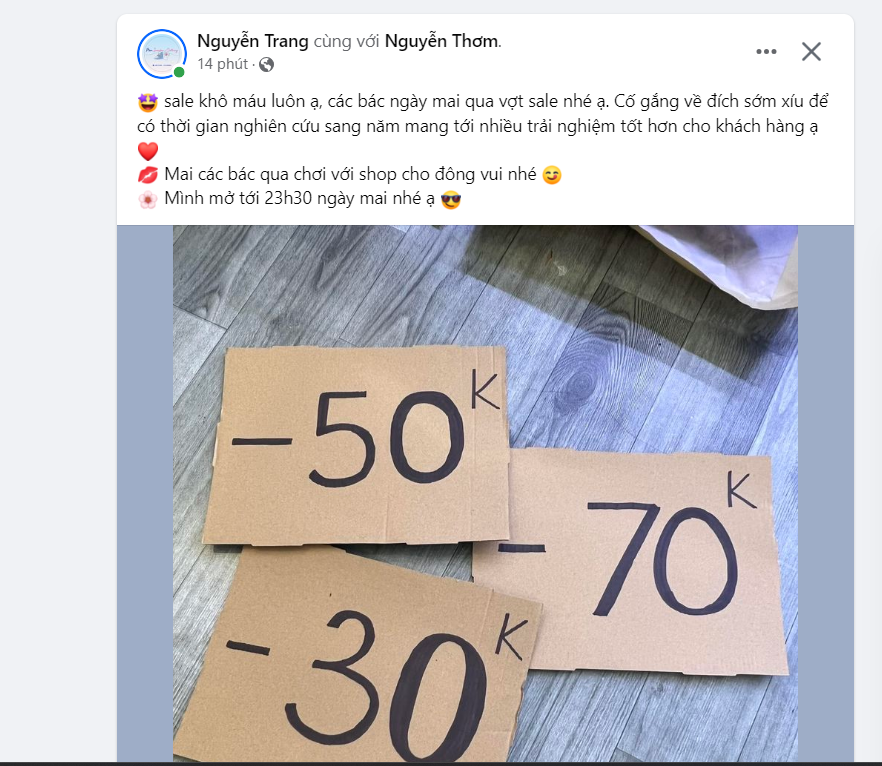 Nguyễn Trang cùng với Nguyễn Thơm.
14 phút ·
🤩 sale khô máu luôn ạ, các bác ngày mai qua vợt sale nhé ạ. Cố gắng về đích sớm xíu để
có thời gian nghiên cứu sang năm mang tới nhiều trải nghiệm tốt hơn cho khách hàng ạ
❤️
💋 Mai các bác qua chơi với shop cho đông vui nhé 😊
🌸 Mình mở tới 23h30 ngày mai nhé ạ 😎
-50K
-70K
-30K